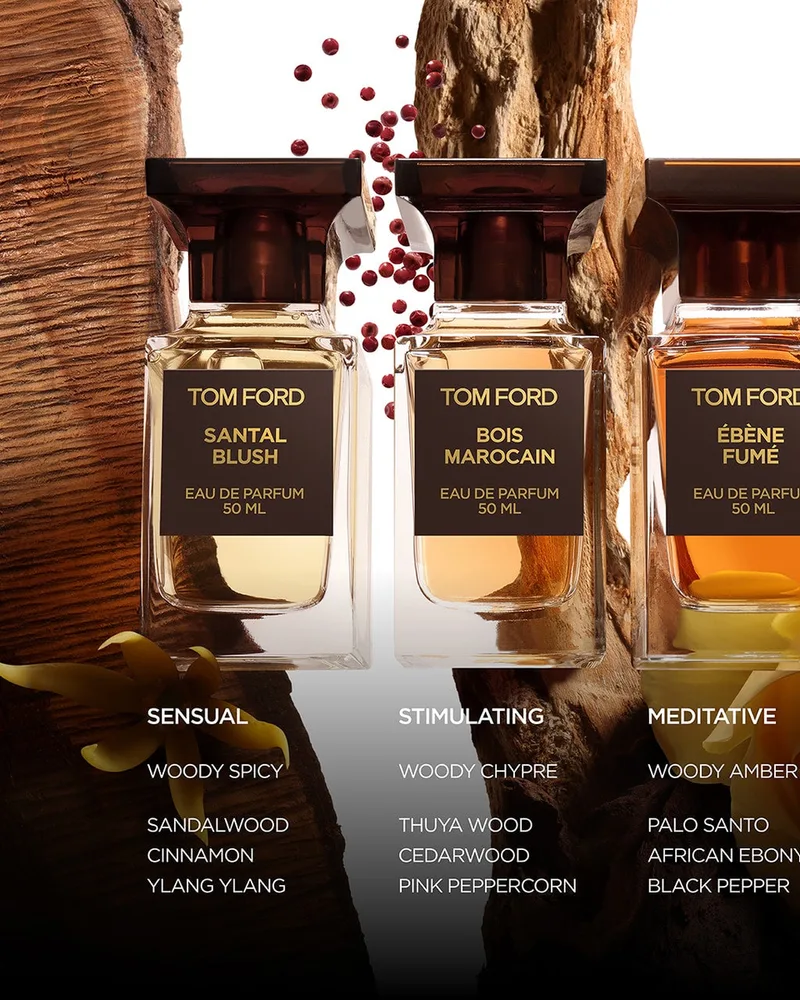 TOM FORD
SANTAL
BLUSH
EAU DE PARFUM
50 ML
TOM FORD
BOIS
MAROCAIN
EAU DE PARFUM
50 ML
TOM FORD
ÉBÈNE
FUMÉ
EAU DE PARFU
50 ML
SENSUAL
WOODY SPICY
SANDALWOOD
CINNAMON
YLANG YLANG
STIMULATING
WOODY CHYPRE
THUYA WOOD
CEDARWOOD
PINK PEPPERCORN
MEDITATIVE
WOODY AMBER
PALO SANTO
AFRICAN EBONY
BLACK PEPPER